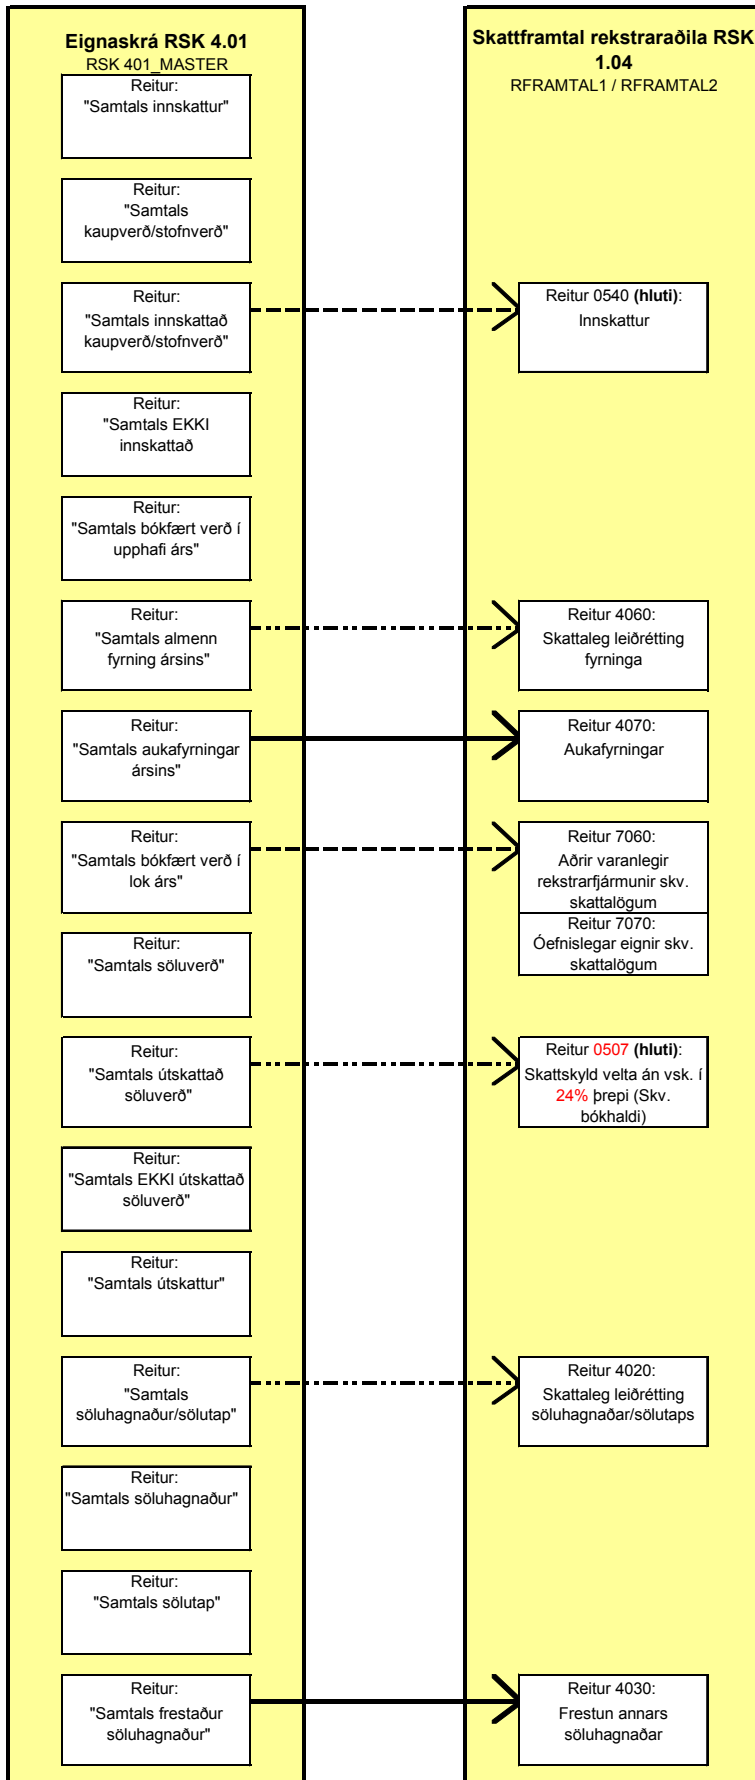 Eignaskrá RSK 4.01
RSK 401_MASTER
Reitur:
"Samtals innskattur"
Reitur:
"Samtals
kaupverð/stofnverð"
Reitur:
"Samtals innskattað
kaupverð/stofnverð"
Reitur:
"Samtals EKKI
innskattað
Reitur:
"Samtals bókfært verð í
upphafi árs"
Reitur:
"Samtals almenn
fyrning ársins"
Reitur:
"Samtals aukafyrningar
ársins"
Reitur:
"Samtals bókfært verð í
lok árs"
Reitur:
"Samtals söluverð"
Reitur:
"Samtals útskattað
söluverð"
Reitur:
"Samtals EKKI útskattað
söluverð"
Reitur:
"Samtals útskattur"
Reitur:
"Samtals
söluhagnaður/sölutap"
Reitur:
"Samtals söluhagnaður"
Reitur:
"Samtals sölutap"
Reitur:
"Samtals frestaður
söluhagnaður"
Skattframtal rekstraraðila RSK
1.04
RFRAMTAL1 / RFRAMTAL2
Reitur 0540 (hluti):
Innskattur
Reitur 4060:
Skattaleg leiðrétting
fyrninga
Reitur 4070:
Aukafyrningar
Reitur 7060:
Aðrir varanlegir
rekstrarfjármunir skv.
skattalögum
Reitur 7070:
Óefnislegar eignir skv.
skattalögum
Reitur 0507 (hluti):
Skattskyld velta án vsk. í
24% þrepi (Skv.
bókhaldi)
Reitur 4020:
Skattaleg leiðrétting
söluhagnaðar/sölutaps
Reitur 4030:
Frestun annars
söluhagnaðar